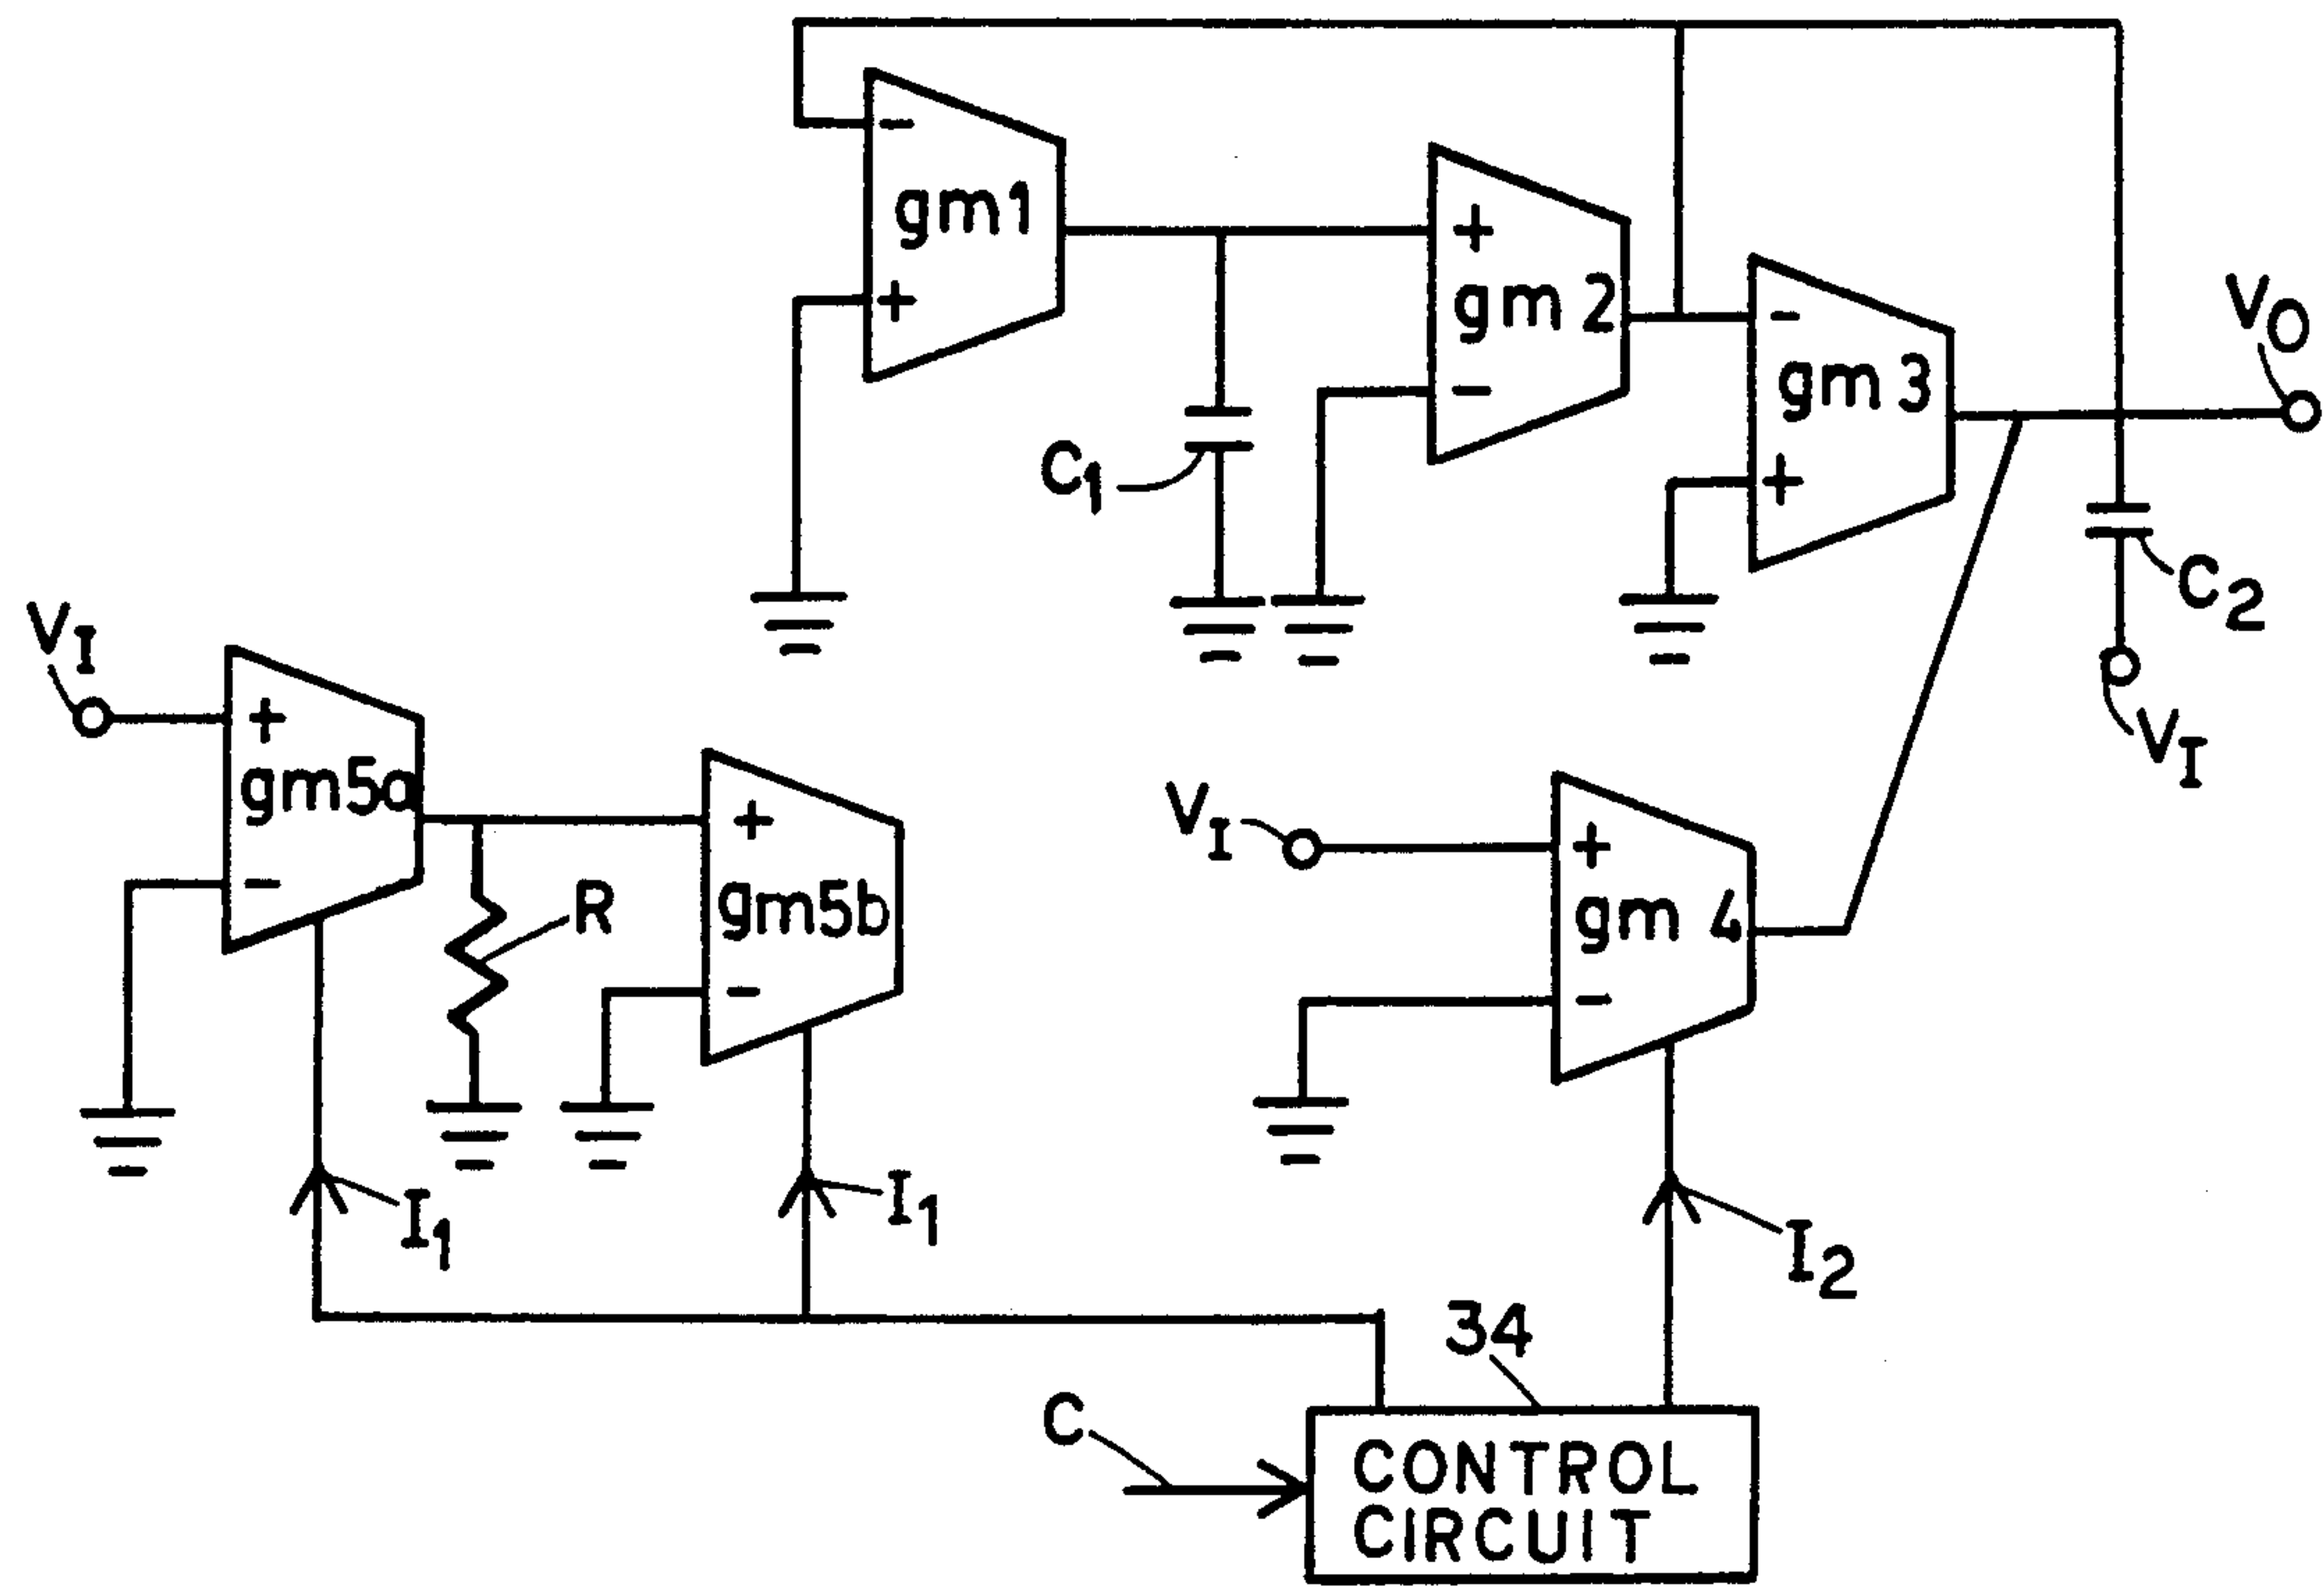 -
gm1
+
+
gm 2
-
-
gm 3
+
VO
C1
C2
VI
VI
+
gm5a
-
R
+
gm5b
-
VI
+
gm 4
-
I1
I1
I2
34
C
CONTROL
CIRCUIT